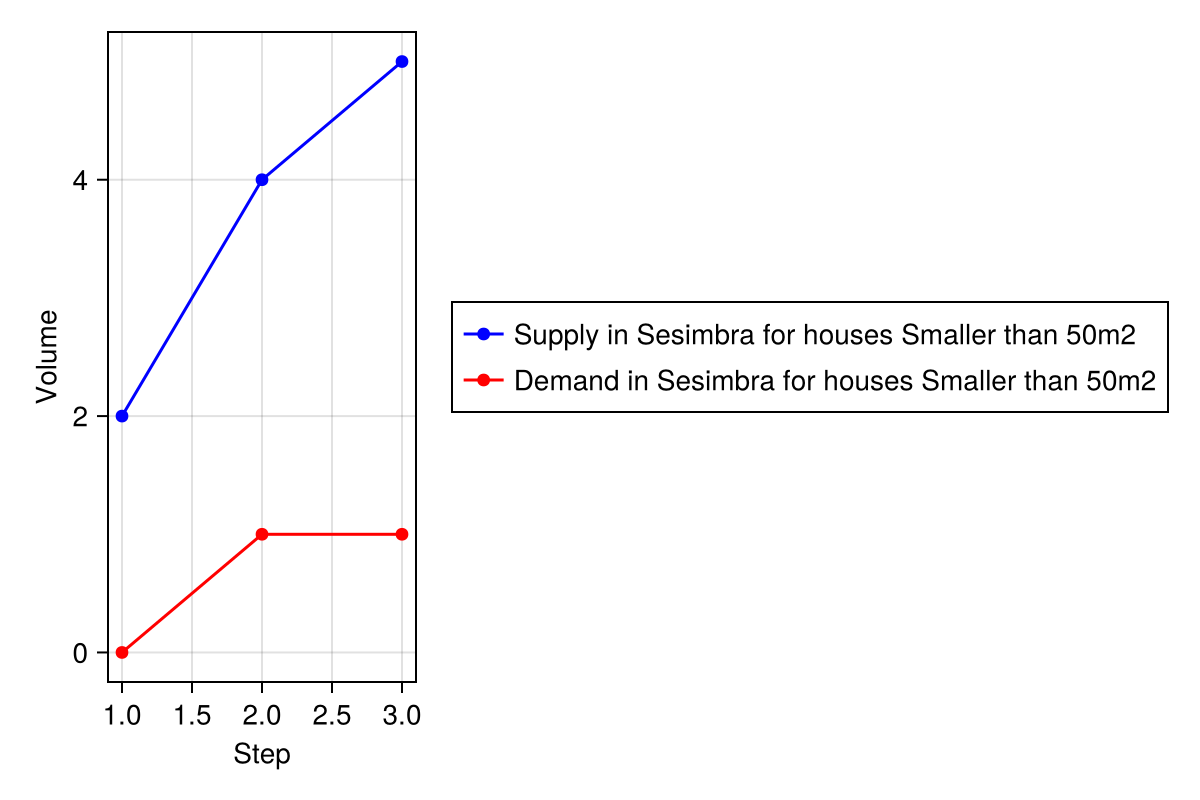 Volume
4
2
0
1.0 1.5 2.0 2.5 3.0
Step
Supply in Sesimbra for houses Smaller than 50m2
Demand in Sesimbra for houses Smaller than 50m2